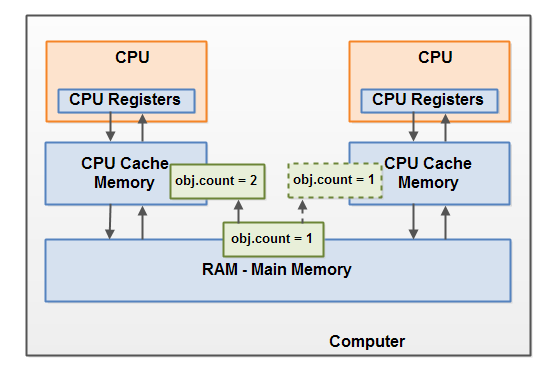 CPU
CPU
CPU Registers
CPU Registers
CPU Cache
Memory
CPU Cache
Memory
obj.count = 2
obj.count = 1
obj.count = 1
RAM - Main Memory
Computer